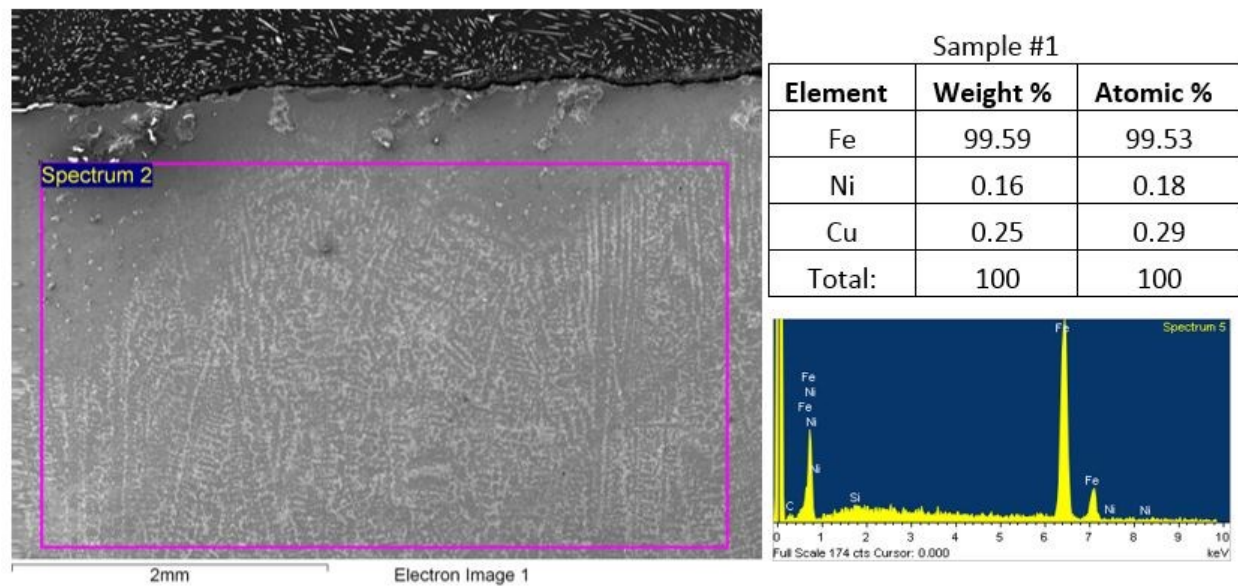 Spectrum 2
2mm
Electron Image 1
Sample #1
Element Weight % Atomic %
Fe 99.59 99.53
Ni 0.16 0.18
Cu 0.25 0.29
Total: 100 100
Spectrum 5
Fe
Fe
Ni
Fe
Ni
Ni
C
Si
Fe
Ni
Ni
0 1 2 3 4 5 6 7 8 9 10
Full Scale 174 cts Cursor: 0.000
keV